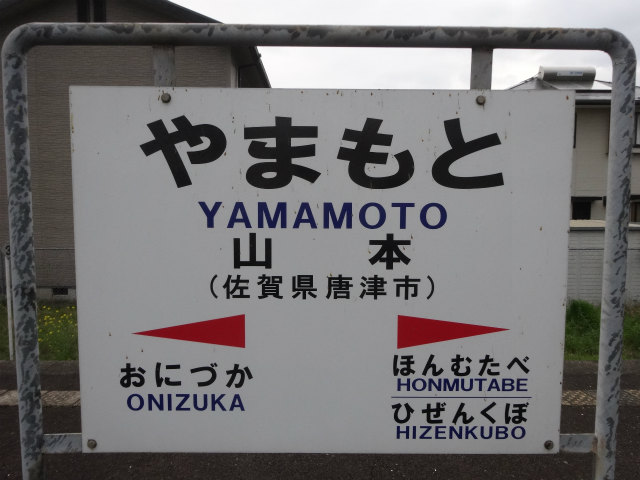 やまもと
YAMAMOTO
山 本
(佐賀県唐津市)
おにづか
ONIZUKA
ほんむたべ
HONMUTABE
ひぜんくぼ
HIZENKUBO